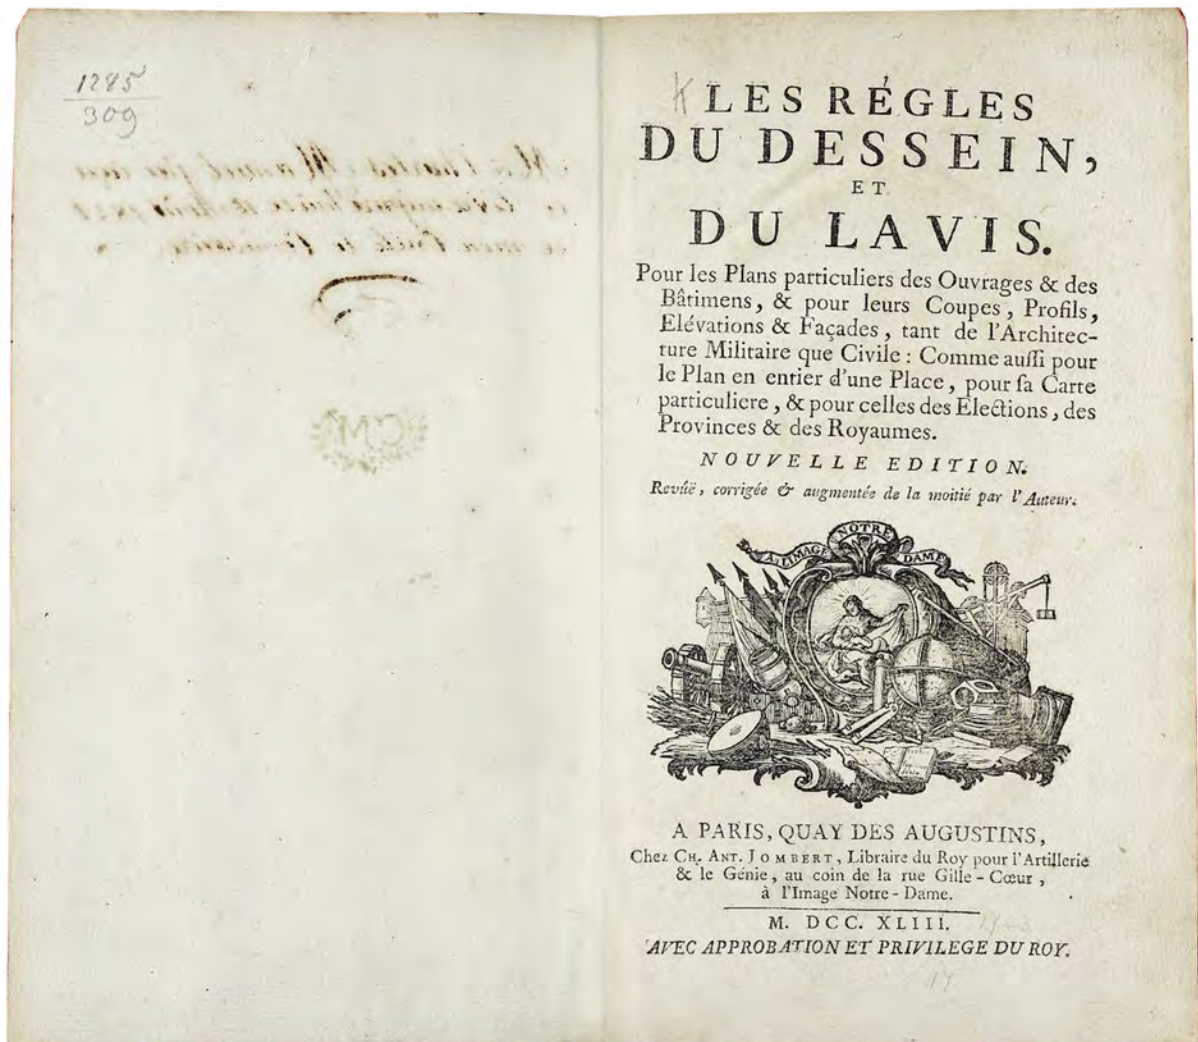 1285
309
CM
LES RÉGLES
DU DESSEIN,
ET
DU LAVIS.
Pour les Plans particuliers des Ouvrages & des
Bâtimens, & pour leurs Coupes, Profils,
Elévations & Façades, tant de l'Architec-
ture Militaire que Civile : Comme auſſi pour
le Plan en entier d'une Place, pour ſa Carte
particuliere, & pour celles des Elections, des
Provinces & des Royaumes.
NOUVELLE EDITION.
Revûë, corrigée & augmentée de la moitié par l'Auteur.
A L'IMAGE NOTRE DAME
A PARIS, QUAY DES AUGUSTINS,
Chez CH. ANT. JOMBERT, Libraire du Roy pour l'Artillerie
& le Génie, au coin de la rue Gille-Cœur,
à l'Image Notre-Dame.
M. DCC. XLIII.
AVEC APPROBATION ET PRIVILEGE DU ROY.
17